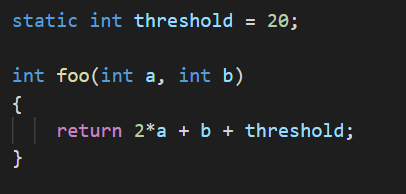 static int threshold = 20;
int foo(int a, int b)
{
return 2*a + b + threshold;
}